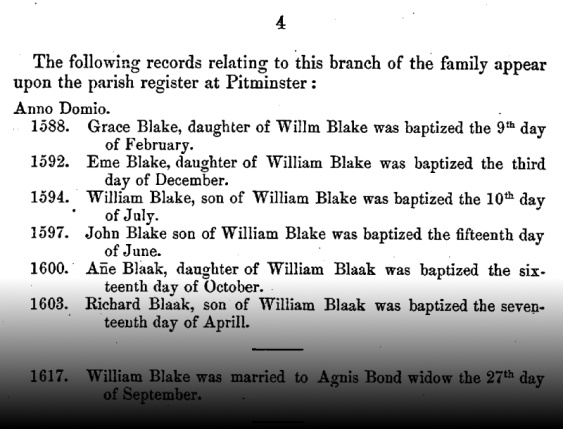 4
The following records relating to this branch of the family appear
upon the parish register at Pitminster :
Anno Domio.
1588. Grace Blake, daughter of Willm Blake was baptized the 9th day
of February.
1592. Eme Blake, daughter of William Blake was baptized the third
day of December.
1594. William Blake, son of William Blake was baptized the 10th day
of July.
1597. John Blake son of William Blake was baptized the fifteenth day
of June.
1600. Añe Blaak, daughter of William Blaak was baptized the six-
teenth day of October.
1603. Richard Blaak, son of William Blaak was baptized the seven-
teenth day of Aprill.
1617. William Blake was married to Agnis Bond widow the 27th day
of September.